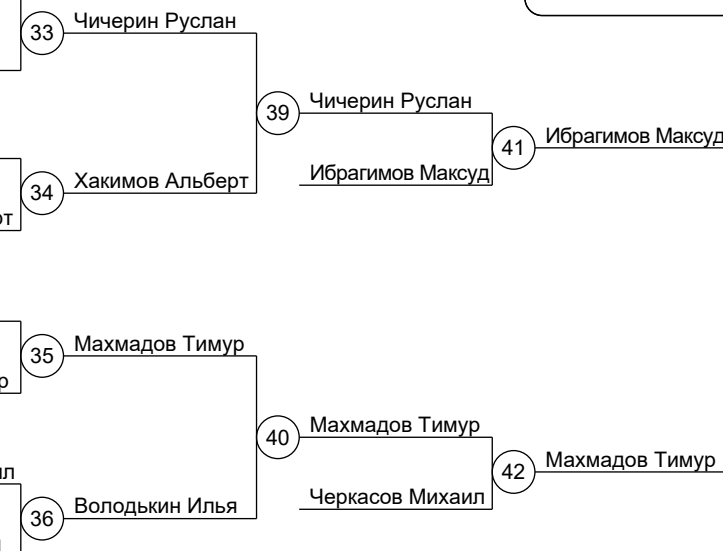 33 Чичерин Руслан
39 Чичерин Руслан
41 Ибрагимов Максуд
Ибрагимов Максуд
34 Хакимов Альберт
35 Махмадов Тимур
40 Махмадов Тимур
42 Махмадов Тимур
Черкасов Михаил
36 Володькин Илья